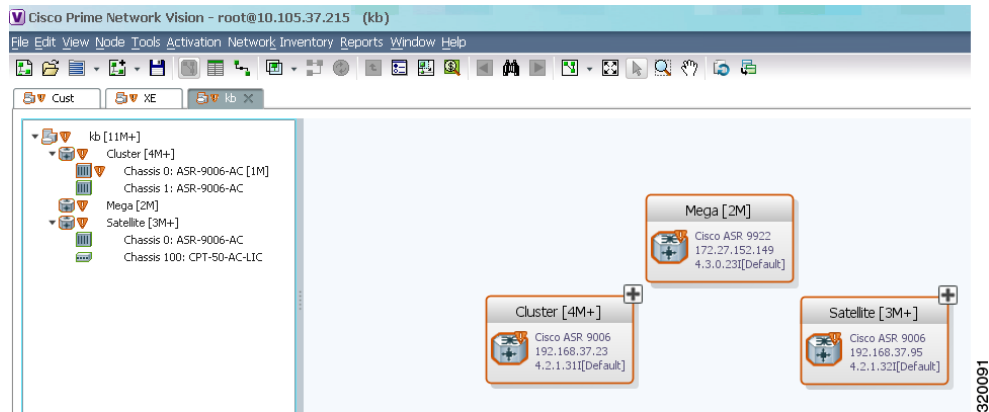 Cisco Prime Network Vision - root@10.105.37.215 (kb)
File Edit View Node Tools Activation Network Inventory Reports Window Help
Cust XE kb
kb [11M+]
Cluster [4M+]
Chassis 0: ASR-9006-AC [1M]
Chassis 1: ASR-9006-AC
Mega [2M]
Satellite [3M+]
Chassis 0: ASR-9006-AC
Chassis 100: CPT-50-AC-LIC
Mega [2M]
Cisco ASR 9922
172.27.152.149
4.3.0.23I[Default]
Cluster [4M+]
Cisco ASR 9006
192.168.37.23
4.2.1.31I[Default]
Satellite [3M+]
Cisco ASR 9006
192.168.37.95
4.2.1.32I[Default]
320091